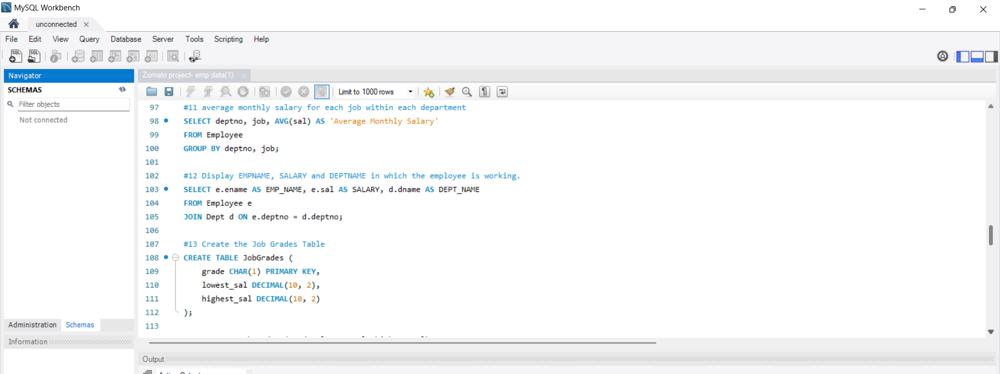 MySQL Workbench
unconnected
File Edit View Query Database Server Tools Scripting Help
SQL SQL
Navigator
Zomato project- emp data(1)
SCHEMAS
Limit to 1000 rows
Filter objects
Not connected
97 #11 average monthly salary for each job within each department
98 SELECT deptno, job, AVG(sal) AS 'Average Monthly Salary'
99 FROM Employee
100 GROUP BY deptno, job;
101
102 #12 Display EMPNAME, SALARY and DEPTNAME in which the employee is working.
103 SELECT e.ename AS EMP_NAME, e.sal AS SALARY, d.dname AS DEPT_NAME
104 FROM Employee e
105 JOIN Dept d ON e.deptno = d.deptno;
106
107 #13 Create the Job Grades Table
108 CREATE TABLE JobGrades (
109 grade CHAR(1) PRIMARY KEY,
110 lowest_sal DECIMAL(10, 2),
111 highest_sal DECIMAL(10, 2)
112 );
113
Administration Schemas
Information
Output